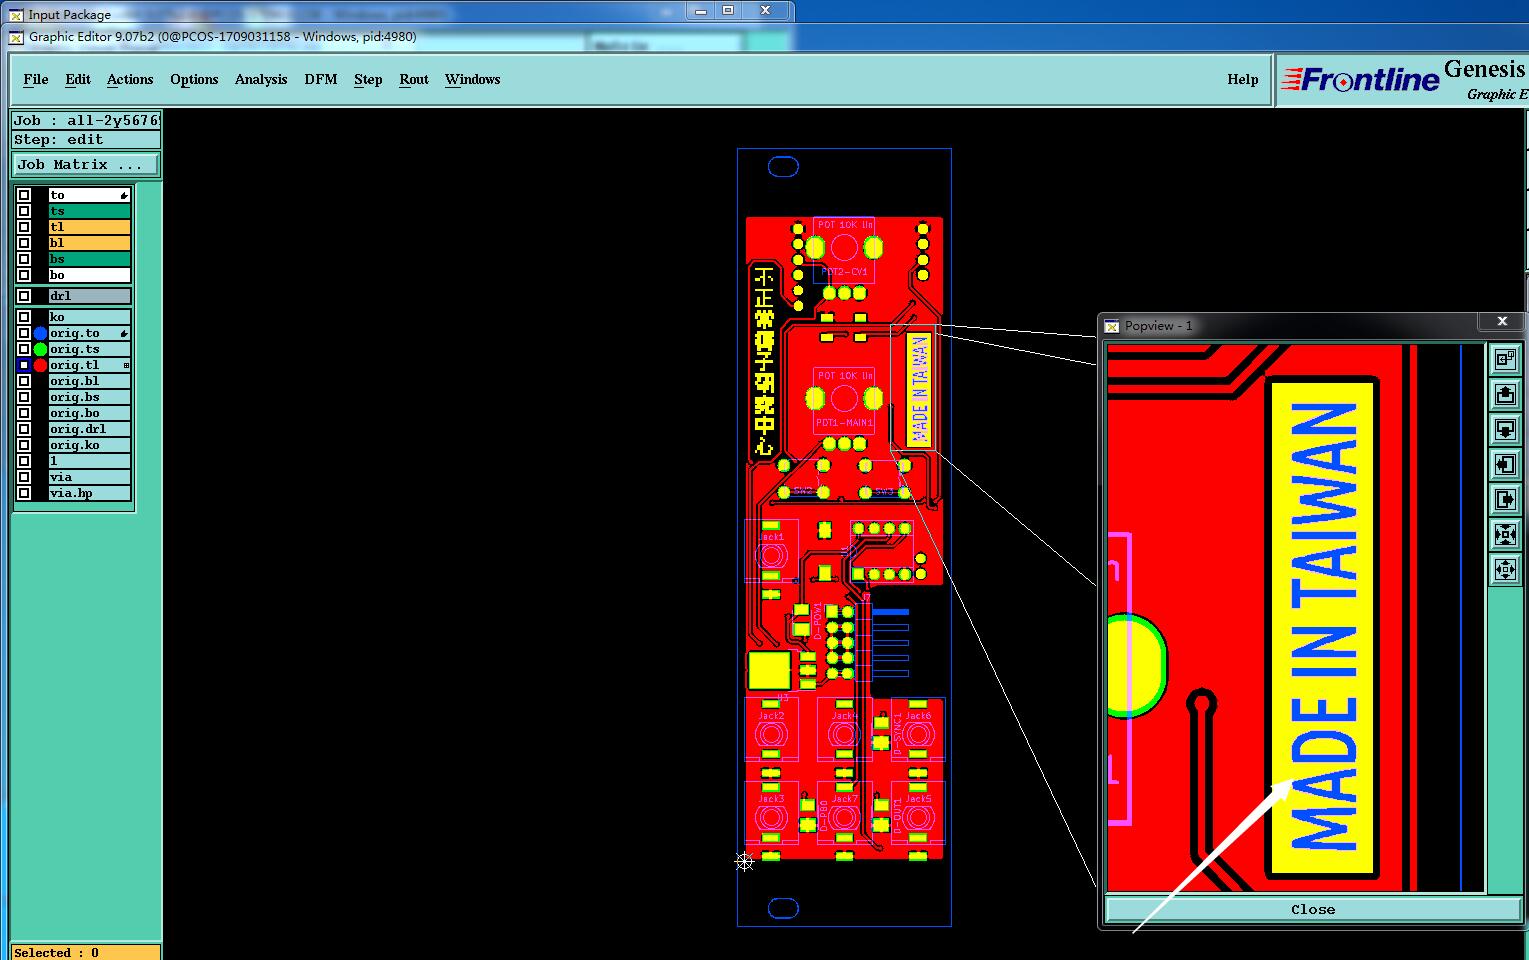 Input Package
Graphic Editor 9.07b2 (0@PCOS-1709031158 - Windows, pid:4980)
File Edit Actions Options Analysis DFM Step Rout Windows Help
Frontline Genesis
Graphic E
Job : all-2y5676
Step: edit
Job Matrix ...
to
ts
tl
bl
bs
bo
drl
ko
orig.to
orig.ts
orig.tl
orig.bl
orig.bs
orig.bo
orig.drl
orig.ko
l
via
via.hp
Selected : 0
POT 10K lin
POT2-CV1
不正常電子研究中心
MADE IN TAIWAN
POT 10K lin
POT1-MAIN1
SW2
SW3
Jack1
D-POW1
Jack2
Jack4
Jack6
D-SYNC1
Jack3
Jack7
Jack5
D-OUT1
Popview - 1
MADE IN TAIWAN
Close